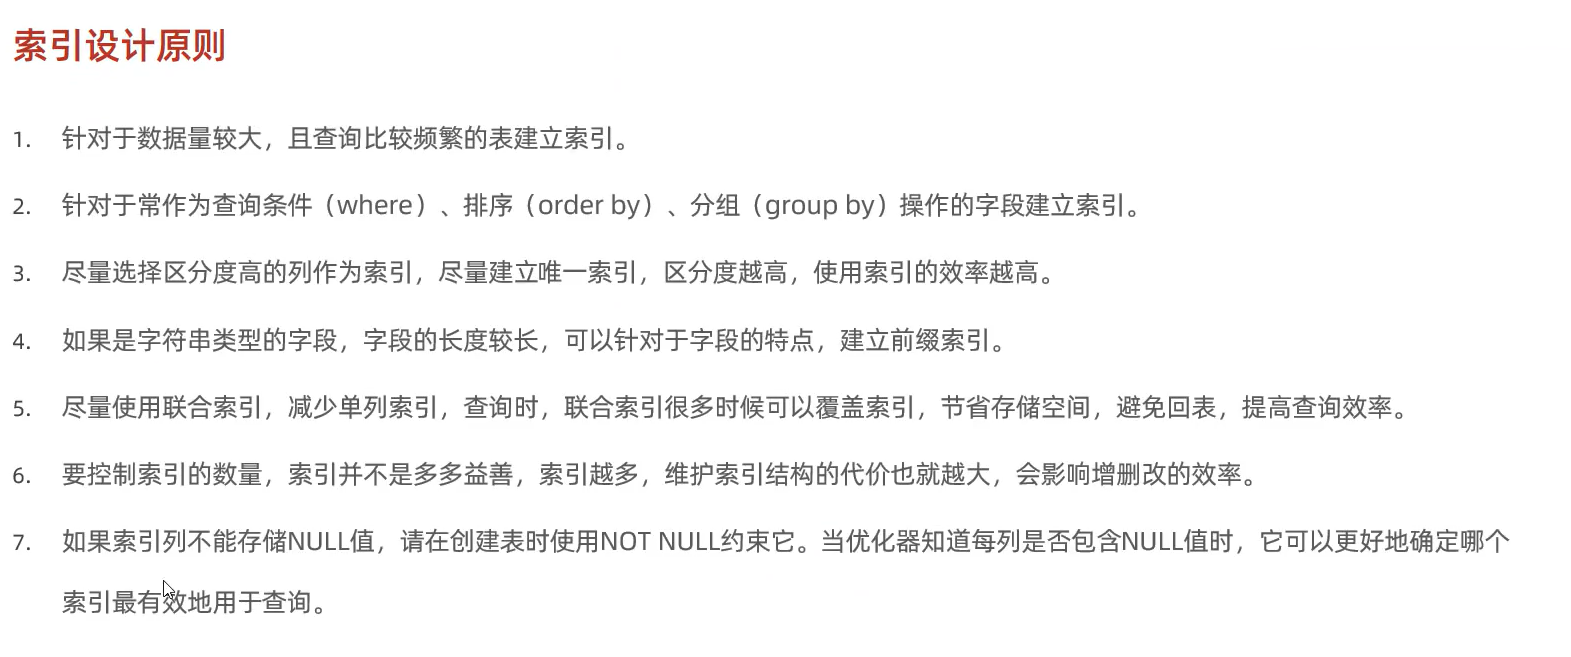 索引设计原则
1. 针对于数据量较大，且查询比较频繁的表建立索引。
2. 针对于常作为查询条件（where）、排序（order by）、分组（group by）操作的字段建立索引。
3. 尽量选择区分度高的列作为索引，尽量建立唯一索引，区分度越高，使用索引的效率越高。
4. 如果是字符串类型的字段，字段的长度较长，可以针对于字段的特点，建立前缀索引。
5. 尽量使用联合索引，减少单列索引，查询时，联合索引很多时候可以覆盖索引，节省存储空间，避免回表，提高查询效率。
6. 要控制索引的数量，索引并不是多多益善，索引越多，维护索引结构的代价也就越大，会影响增删改的效率。
7. 如果索引列不能存储NULL值，请在创建表时使用NOT NULL约束它。当优化器知道每列是否包含NULL值时，它可以更好地确定哪个
索引最有效地用于查询。